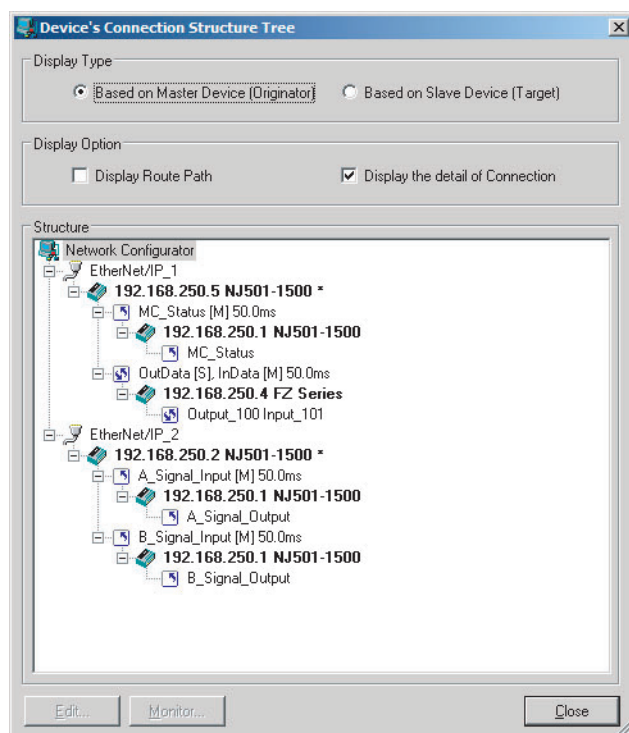 Device's Connection Structure Tree
Display Type
Based on Master Device (Originator) Based on Slave Device (Target)
Display Option
Display Route Path Display the detail of Connection
Structure
Network Configurator
EtherNet/IP_1
192.168.250.5 NJ501-1500 *
MC_Status [M] 50.0ms
192.168.250.1 NJ501-1500
MC_Status
OutData [S], InData [M] 50.0ms
192.168.250.4 FZ Series
Output_100 Input_101
EtherNet/IP_2
192.168.250.2 NJ501-1500 *
A_Signal_Input [M] 50.0ms
192.168.250.1 NJ501-1500
A_Signal_Output
B_Signal_Input [M] 50.0ms
192.168.250.1 NJ501-1500
B_Signal_Output
Edit... Monitor... Close